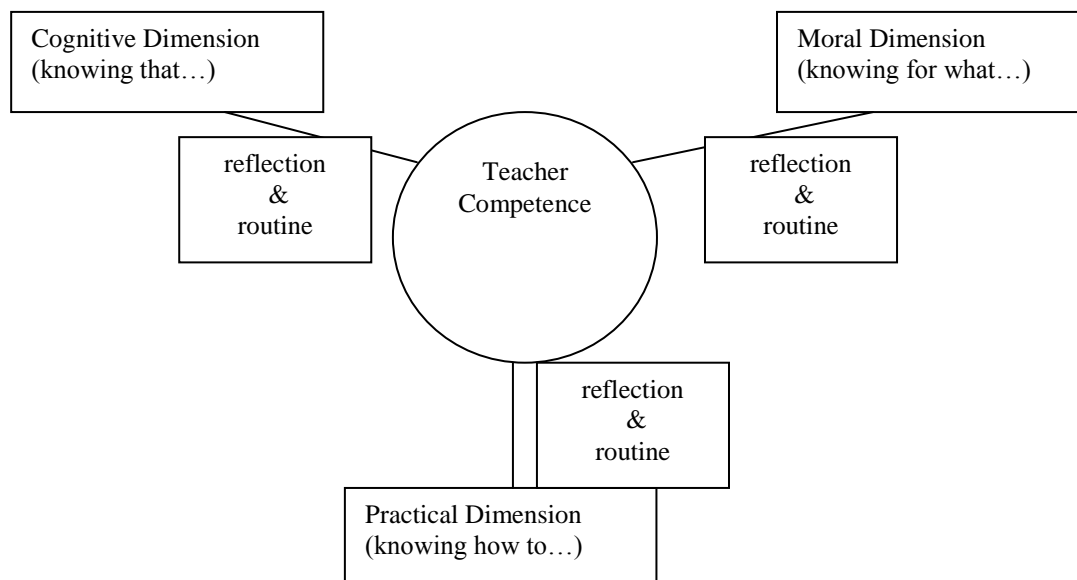 Cognitive Dimension
(knowing that…)
Moral Dimension
(knowing for what…)
reflection
&
routine
Teacher
Competence
reflection
&
routine
reflection
&
routine
Practical Dimension
(knowing how to…)